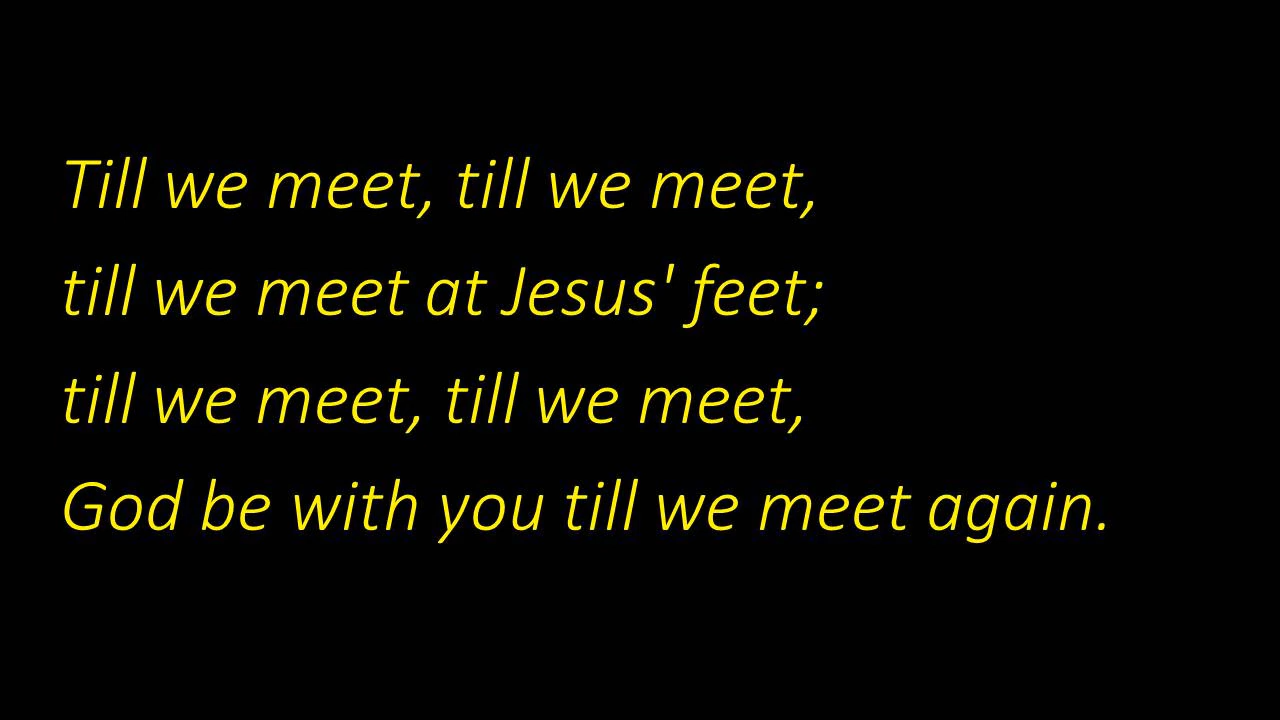 Till we meet, till we meet,
till we meet at Jesus' feet;
till we meet, till we meet,
God be with you till we meet again.